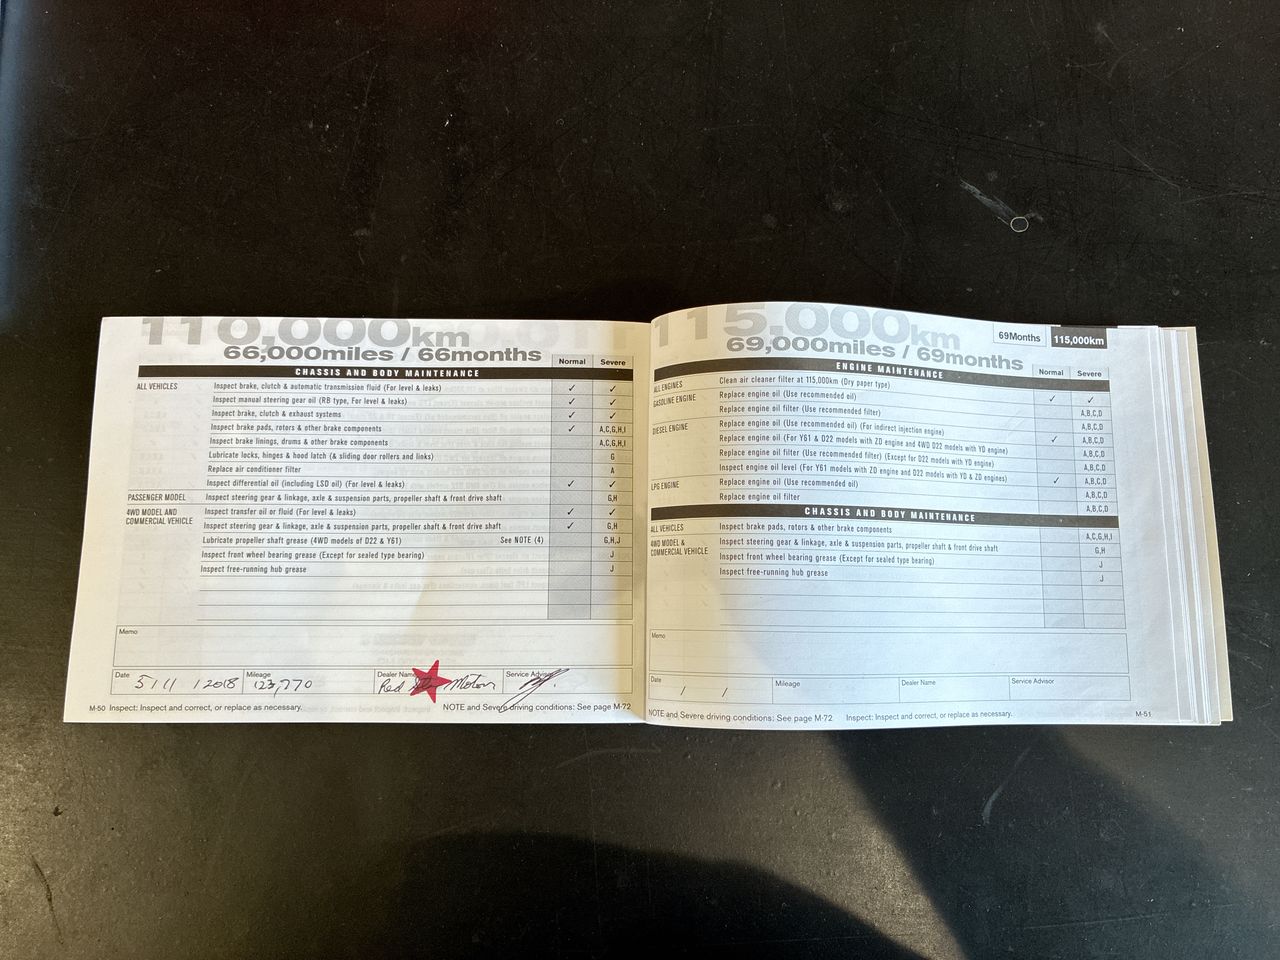 110,000km
66,000miles / 66months
Normal Severe
CHASSIS AND BODY MAINTENANCE
ALL VEHICLES Inspect brake, clutch & automatic transmission fluid (For level & leaks) ✓ ✓
Inspect manual steering gear oil (RB type, For level & leaks) ✓ ✓
Inspect brake, clutch & exhaust systems ✓ ✓
Inspect brake pads, rotors & other brake components ✓ A,C,G,H,I
Inspect brake linings, drums & other brake components A,C,G,H,I
Lubricate locks, hinges & hood latch (& sliding door rollers and links) G
Replace air conditioner filter A
Inspect differential oil (including LSD oil) (For level & leaks) ✓ ✓
PASSENGER MODEL Inspect steering gear & linkage, axle & suspension parts, propeller shaft & front drive shaft G,H
4WD MODEL AND Inspect transfer oil or fluid (For level & leaks) ✓ ✓
COMMERCIAL VEHICLE Inspect steering gear & linkage, axle & suspension parts, propeller shaft & front drive shaft ✓ G,H
Lubricate propeller shaft grease (4WD models of D22 & Y61) See NOTE (4) G,H,J
Inspect front wheel bearing grease (Except for sealed type bearing) J
Inspect free-running hub grease J
Memo
Date 5/11/2018 Mileage 123,770 Dealer Name Red Motors Service Advisor
M-50 Inspect: Inspect and correct, or replace as necessary. NOTE and Severe driving conditions: See page M-72
115,000km
69,000miles / 69months
69Months 115,000km
Normal Severe
ENGINE MAINTENANCE
ALL ENGINES Clean air cleaner filter at 115,000km (Dry paper type) ✓
GASOLINE ENGINE Replace engine oil (Use recommended oil) ✓ A,B,C,D
Replace engine oil filter (Use recommended filter) A,B,C,D
DIESEL ENGINE Replace engine oil (Use recommended oil) (For indirect injection engine) A,B,C,D
Replace engine oil (For Y61 & D22 models with ZD engine and 4WD D22 models with YD engine) ✓ A,B,C,D
Replace engine oil filter (Use recommended filter) (Except for D22 models with YD engine) A,B,C,D
Inspect engine oil level (For Y61 models with ZD engine and D22 models with YD & ZD engines) ✓
LPG ENGINE Replace engine oil (Use recommended oil) A,B,C,D
Replace engine oil filter A,B,C,D
CHASSIS AND BODY MAINTENANCE
ALL VEHICLES Inspect brake pads, rotors & other brake components A,C,G,H,I
4WD MODEL & Inspect steering gear & linkage, axle & suspension parts, propeller shaft & front drive shaft G,H
COMMERCIAL VEHICLE Inspect front wheel bearing grease (Except for sealed type bearing) J
Inspect free-running hub grease J
Memo
Date / / Mileage Dealer Name Service Advisor
NOTE and Severe driving conditions: See page M-72 Inspect: Inspect and correct, or replace as necessary. M-51